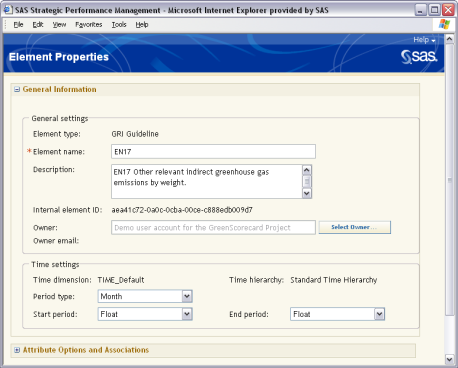 SAS Strategic Performance Management - Microsoft Internet Explorer provided by SAS
File Edit View Favorites Tools Help
Help
Element Properties
sas.
General Information
General settings
Element type: GRI Guideline
*Element name: EN17
Description: EN17 Other relevant indirect greenhouse gas
emissions by weight.
Internal element ID: aea41c72-0a0c-0cba-00ce-c888edb009d7
Owner: Demo user account for the GreenScorecard Project Select Owner...
Owner email:
Time settings
Time dimension: TIME_Default Time hierarchy: Standard Time Hierarchy
Period type: Month
Start period: Float End period: Float
Attribute Options and Associations